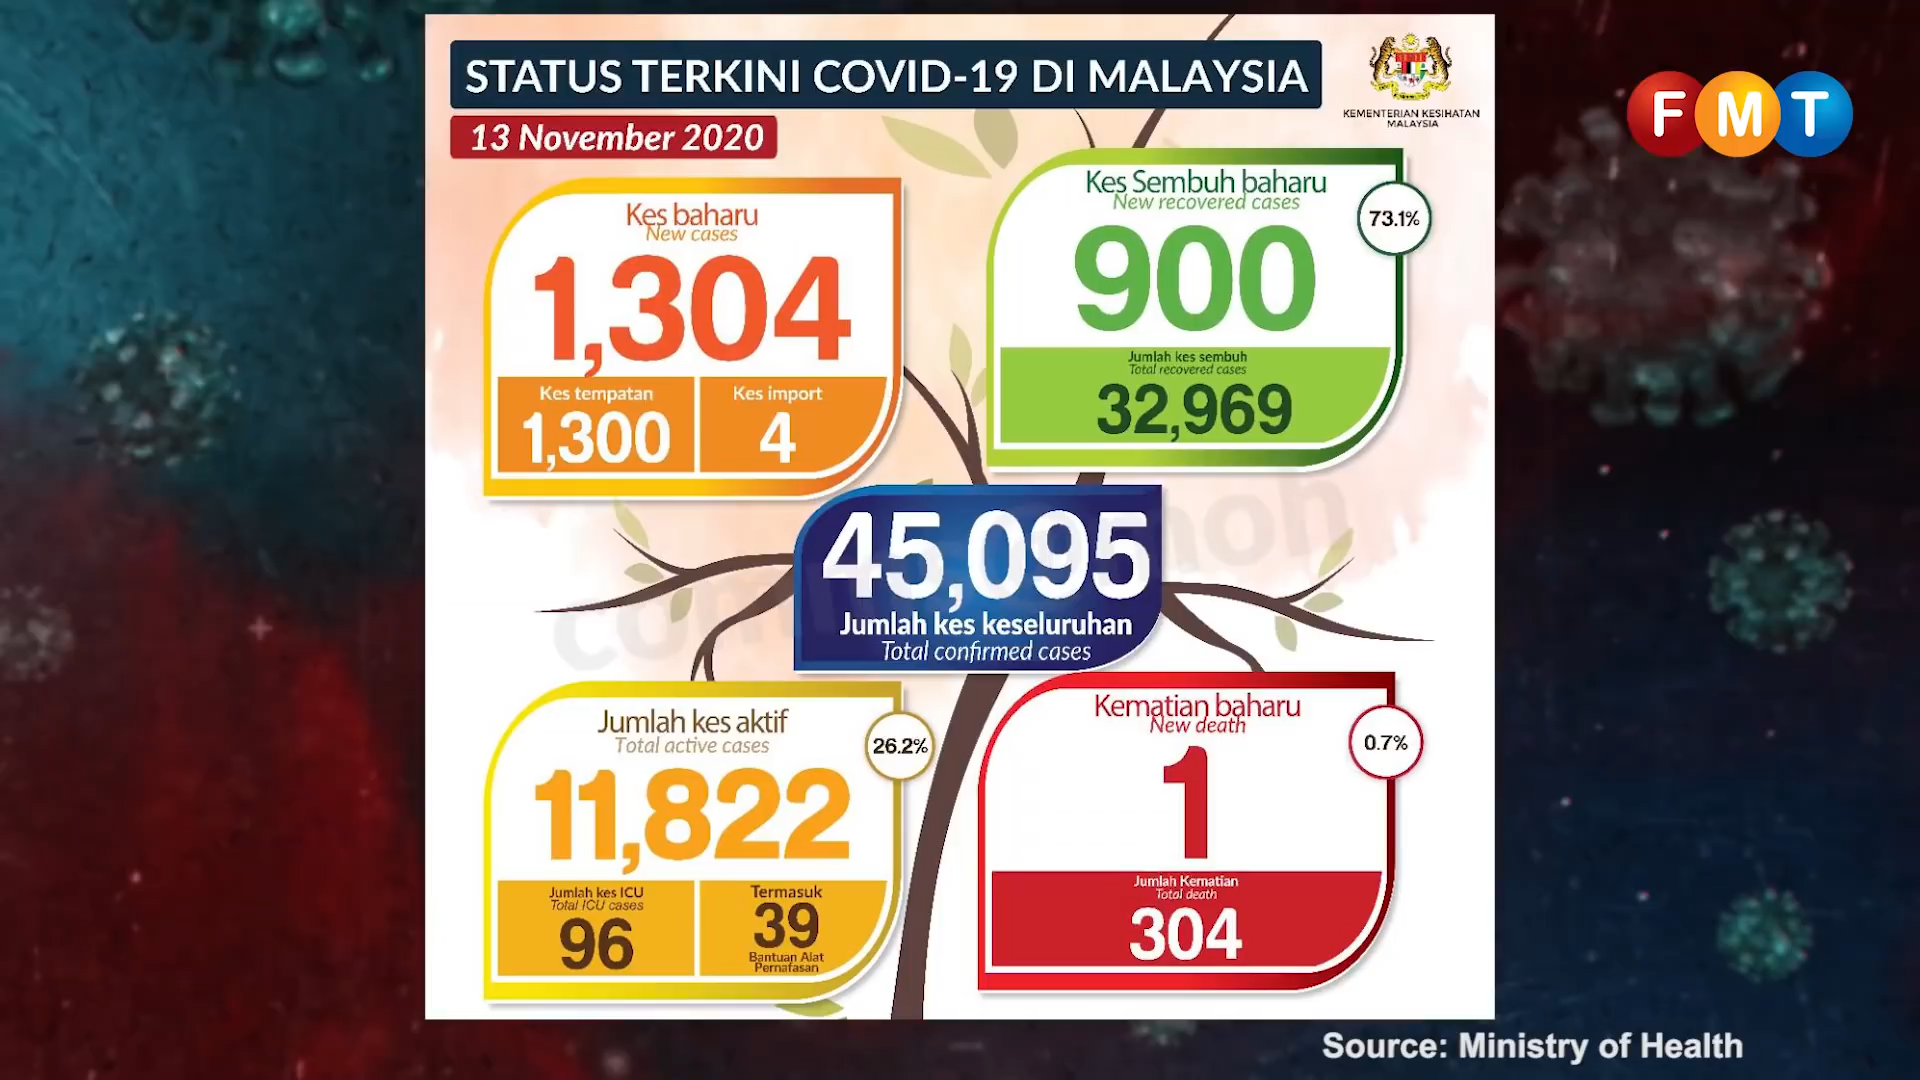 STATUS TERKINI COVID-19 DI MALAYSIA
13 November 2020
KEMENTERIAN KESIHATAN
MALAYSIA
FMT
Kes baharu
New cases
1,304
Kes tempatan
1,300
Kes import
4
Kes Sembuh baharu
New recovered cases
73.1%
900
Jumlah kes sembuh
Total recovered cases
32,969
45,095
Jumlah kes keseluruhan
Total confirmed cases
Jumlah kes aktif
Total active cases
26.2%
11,822
Jumlah kes ICU
Total ICU cases
96
Termasuk
39
Bantuan Alat
Pernafasan
Kematian baharu
New death
0.7%
1
Jumlah Kematian
Total death
304
Source: Ministry of Health